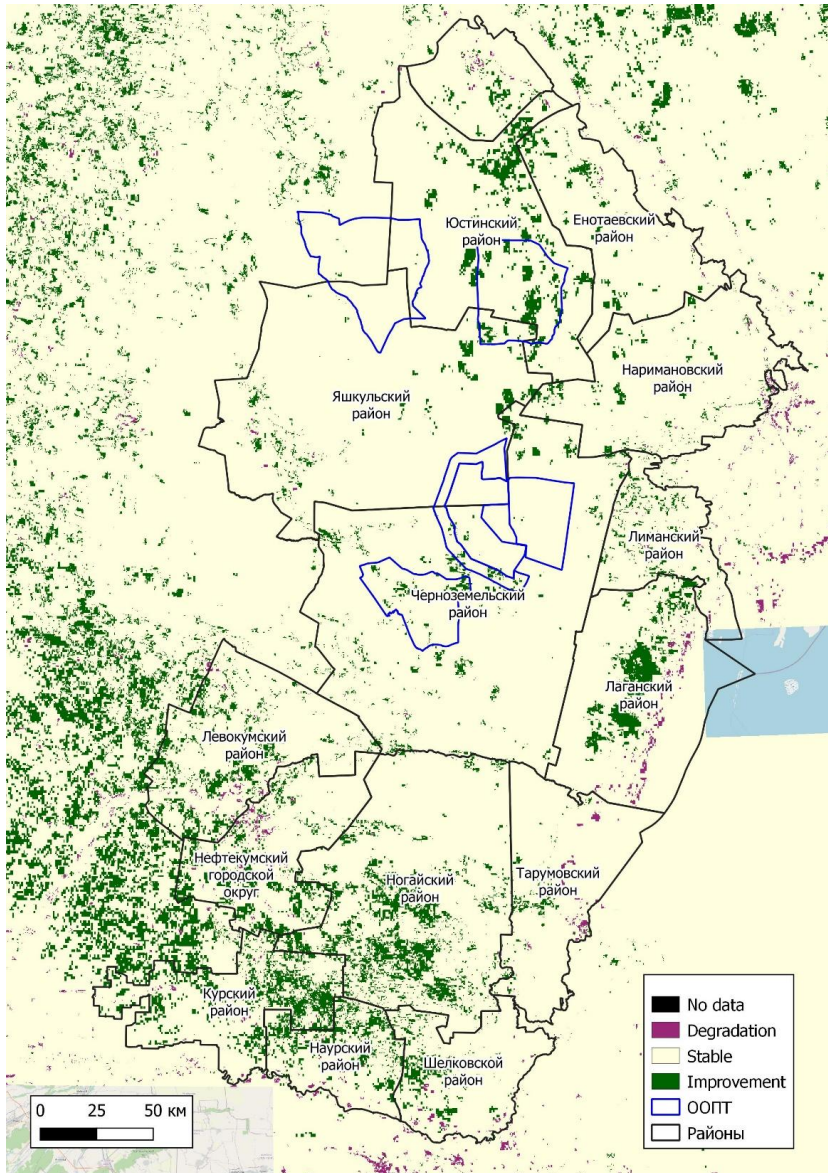 Юстинский
район
Енотаевский
район
Наримановский
район
Яшкульский
район
Лиманский
район
Черноземельский
район
Лаганский
район
Левокумский
район
Нефтекумский
городской
округ
Ногайский
район
Тарумовский
район
Курский
район
Наурский
район
Шелковской
район
No data
Degradation
Stable
Improvement
ООПТ
Районы
0 25 50 км